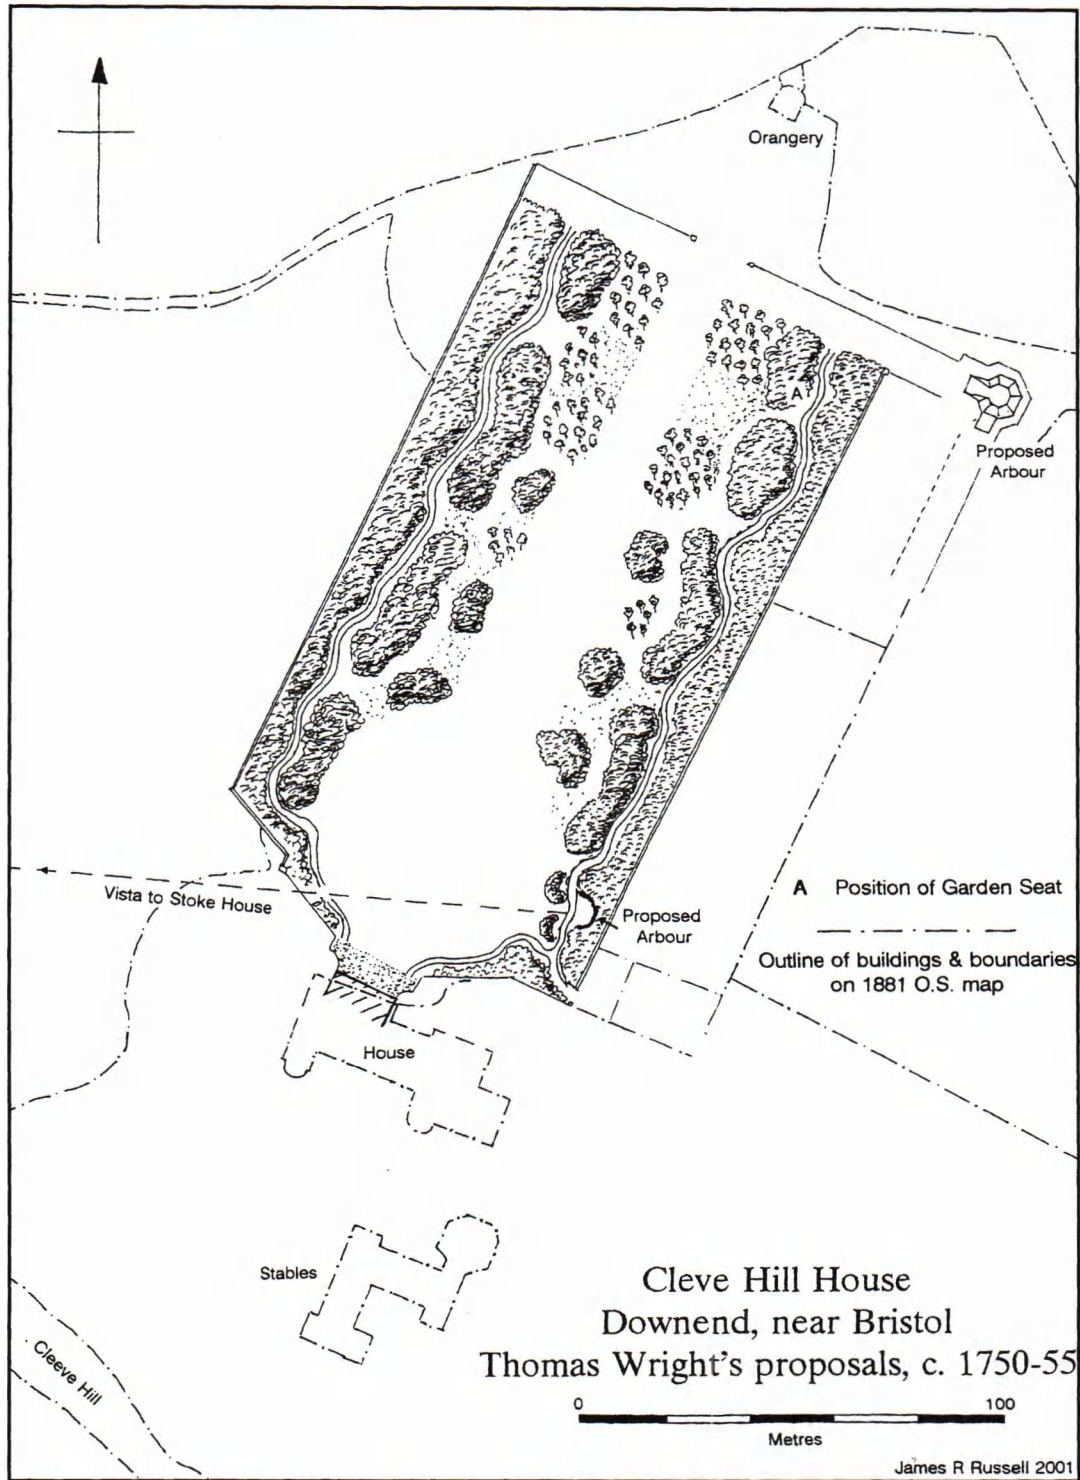 Orangery
A
Proposed
Arbour
Vista to Stoke House
Proposed
Arbour
A Position of Garden Seat
Outline of buildings & boundaries
on 1881 O.S. map
House
Stables
Cleeve Hill
Cleve Hill House
Downend, near Bristol
Thomas Wright's proposals, c. 1750-55
0 100
Metres
James R Russell 2001